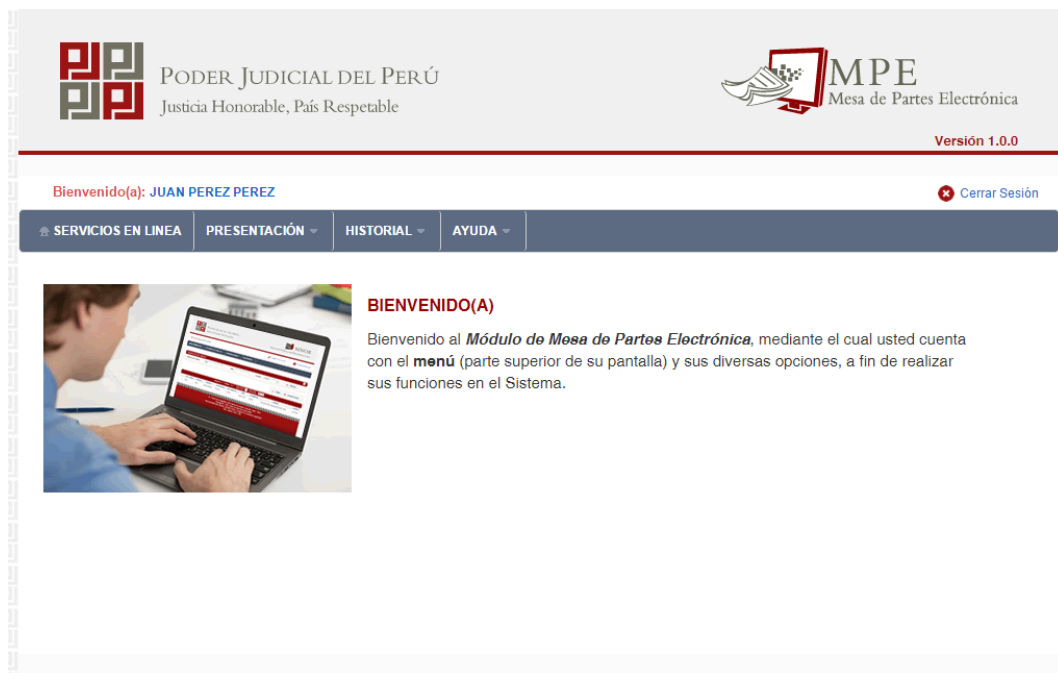 PODER JUDICIAL DEL PERÚ
Justicia Honorable, País Respetable
MPE
Mesa de Partes Electrónica
Versión 1.0.0
Bienvenido(a): JUAN PEREZ PEREZ
Cerrar Sesión
SERVICIOS EN LINEA PRESENTACIÓN HISTORIAL AYUDA
BIENVENIDO(A)
Bienvenido al Módulo de Mesa de Partes Electrónica, mediante el cual usted cuenta
con el menú (parte superior de su pantalla) y sus diversas opciones, a fin de realizar
sus funciones en el Sistema.